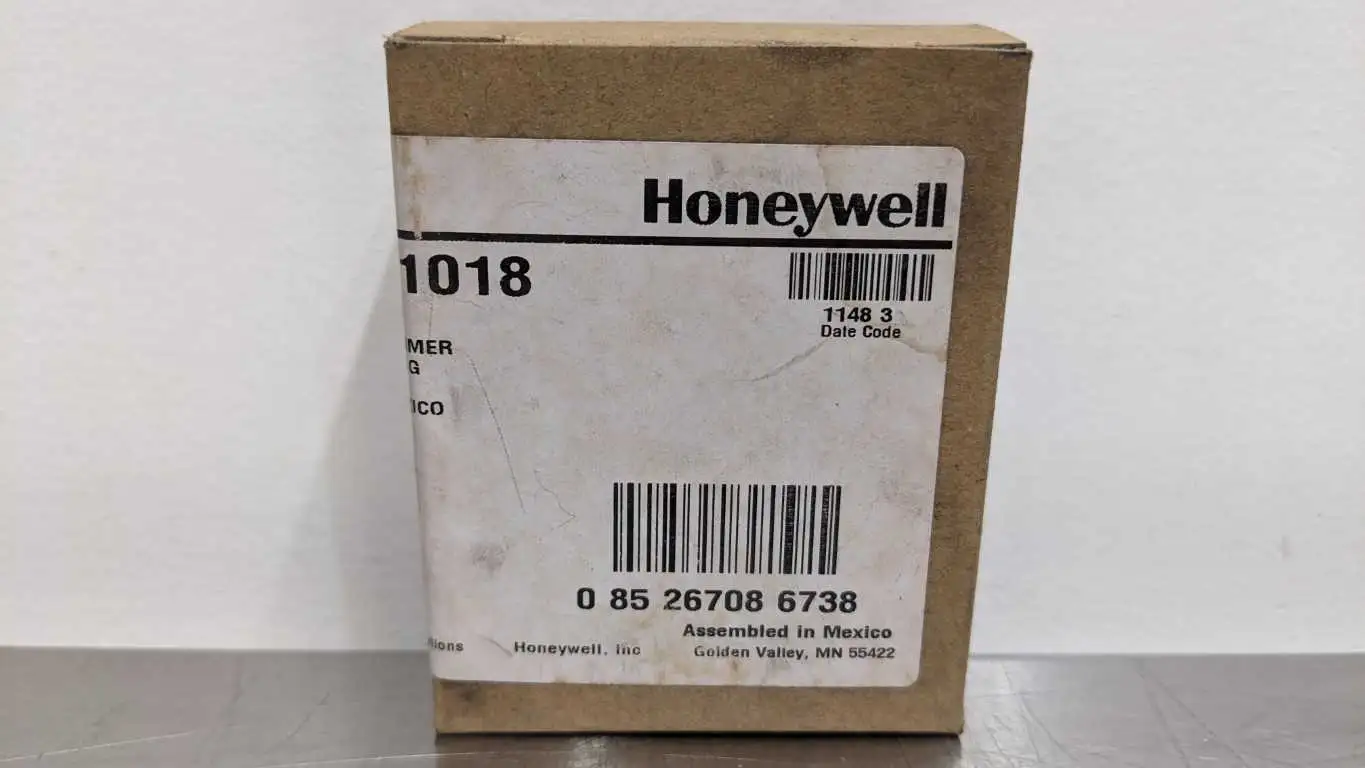 Honeywell
1018
1148 3
Date Code
MER
G
ICO
0 85 26708 6738
Assembled in Mexico
tions Honeywell, Inc Golden Valley, MN 55422